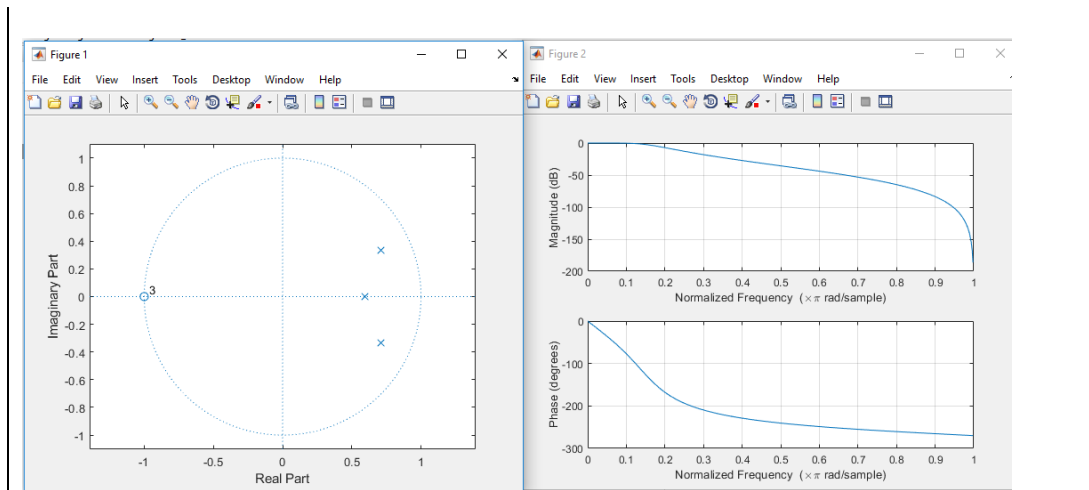 Figure 1
File Edit View Insert Tools Desktop Window Help
1
0.8
0.6
0.4
0.2
0
-0.2
-0.4
-0.6
-0.8
-1
Imaginary Part
3
-1 -0.5 0 0.5 1
Real Part
Figure 2
File Edit View Insert Tools Desktop Window Help
0
-50
-100
-150
-200
Magnitude (dB)
0 0.1 0.2 0.3 0.4 0.5 0.6 0.7 0.8 0.9 1
Normalized Frequency (×π rad/sample)
0
-100
-200
-300
Phase (degrees)
0 0.1 0.2 0.3 0.4 0.5 0.6 0.7 0.8 0.9 1
Normalized Frequency (×π rad/sample)